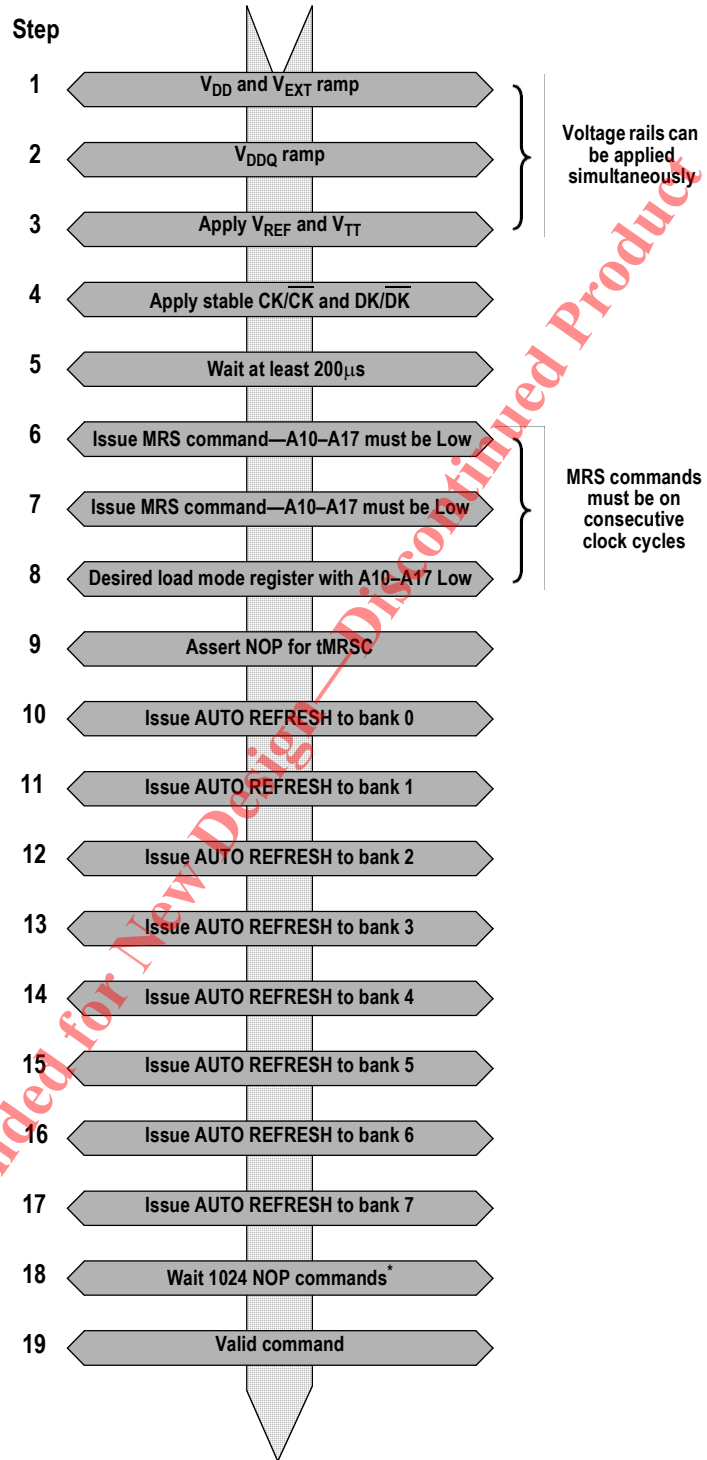 Step
1 V_DD and V_EXT ramp
2 V_DDQ ramp
3 Apply V_REF and V_TT
Voltage rails can
be applied
simultaneously
4 Apply stable CK/C̅K̅ and DK/D̅K̅
5 Wait at least 200μs
6 Issue MRS command—A10–A17 must be Low
7 Issue MRS command—A10–A17 must be Low
8 Desired load mode register with A10–A17 Low
MRS commands
must be on
consecutive
clock cycles
9 Assert NOP for tMRSC
10 Issue AUTO REFRESH to bank 0
11 Issue AUTO REFRESH to bank 1
12 Issue AUTO REFRESH to bank 2
13 Issue AUTO REFRESH to bank 3
14 Issue AUTO REFRESH to bank 4
15 Issue AUTO REFRESH to bank 5
16 Issue AUTO REFRESH to bank 6
17 Issue AUTO REFRESH to bank 7
18 Wait 1024 NOP commands*
19 Valid command
nded for New Design—Discontinued Product